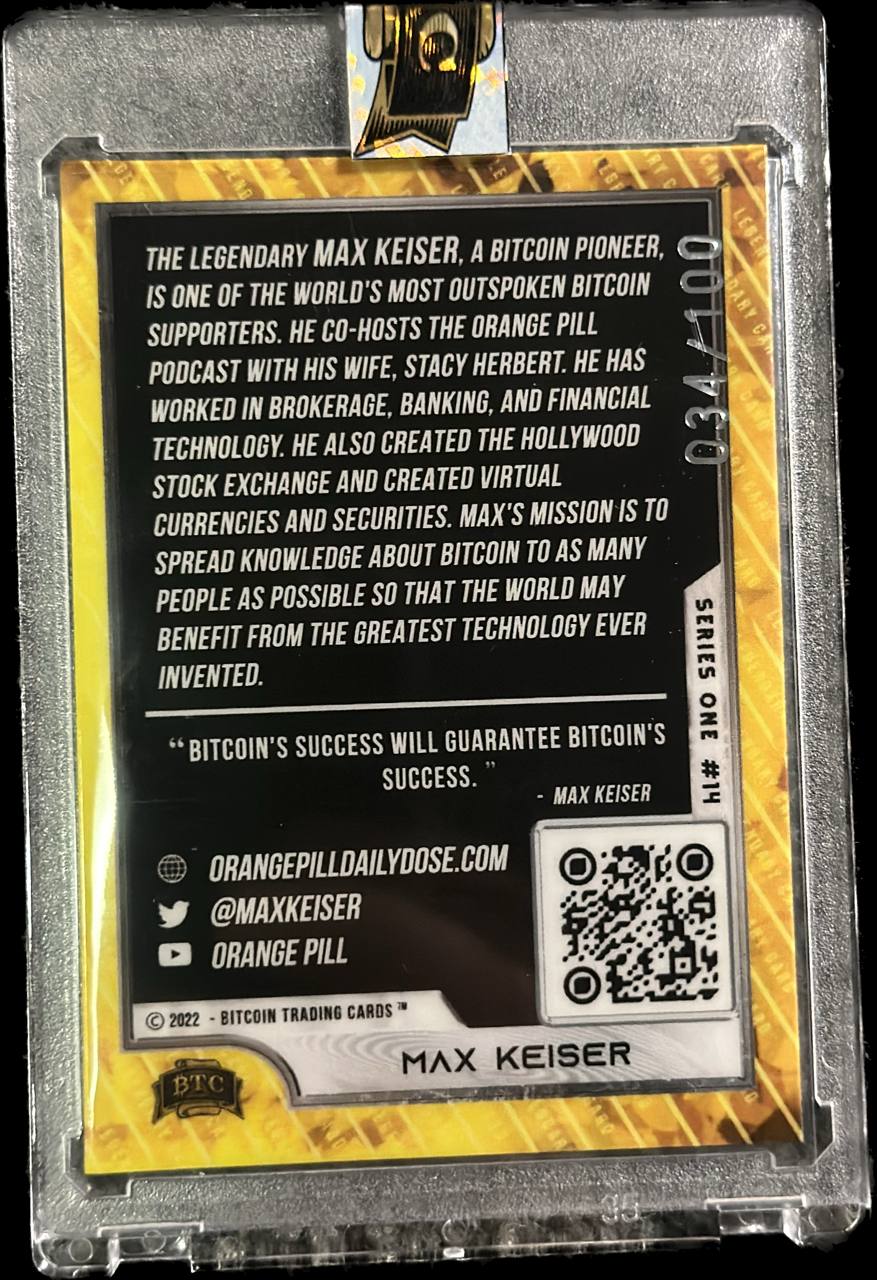 THE LEGENDARY MAX KEISER, A BITCOIN PIONEER,
IS ONE OF THE WORLD'S MOST OUTSPOKEN BITCOIN
SUPPORTERS. HE CO-HOSTS THE ORANGE PILL
PODCAST WITH HIS WIFE, STACY HERBERT. HE HAS
WORKED IN BROKERAGE, BANKING, AND FINANCIAL
TECHNOLOGY. HE ALSO CREATED THE HOLLYWOOD
STOCK EXCHANGE AND CREATED VIRTUAL
CURRENCIES AND SECURITIES. MAX'S MISSION IS TO
SPREAD KNOWLEDGE ABOUT BITCOIN TO AS MANY
PEOPLE AS POSSIBLE SO THAT THE WORLD MAY
BENEFIT FROM THE GREATEST TECHNOLOGY EVER
INVENTED.
034/100
SERIES ONE #14
“BITCOIN'S SUCCESS WILL GUARANTEE BITCOIN'S
SUCCESS.”
- MAX KEISER
ORANGEPILLDAILYDOSE.COM
@MAXKEISER
ORANGE PILL
© 2022 - BITCOIN TRADING CARDS™
MAX KEISER
BTC
35